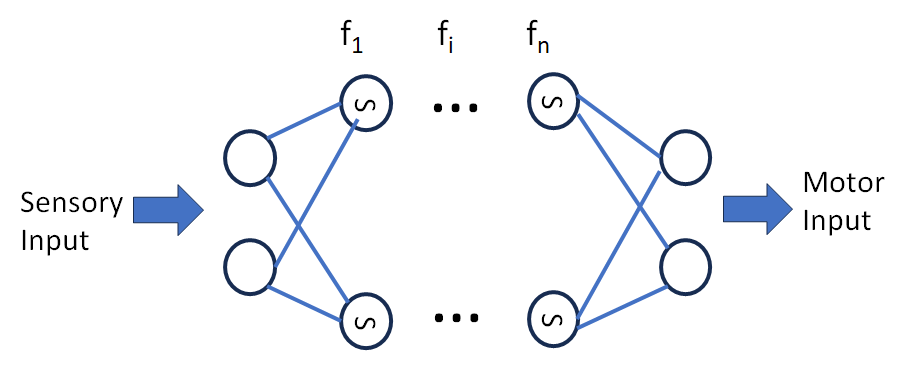 f1
fi
fn
S
S
...
...
Sensory
Input
Motor
Input
S
S
...